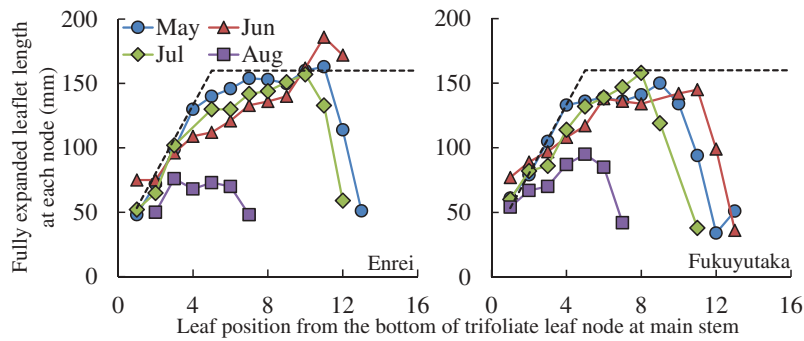 Fully expanded leaflet length
at each node (mm)
200
150
100
50
0
May
Jun
Jul
Aug
Enrei
0 4 8 12 16
200
150
100
50
0
Fukuyutaka
0 4 8 12 16
Leaf position from the bottom of trifoliate leaf node at main stem